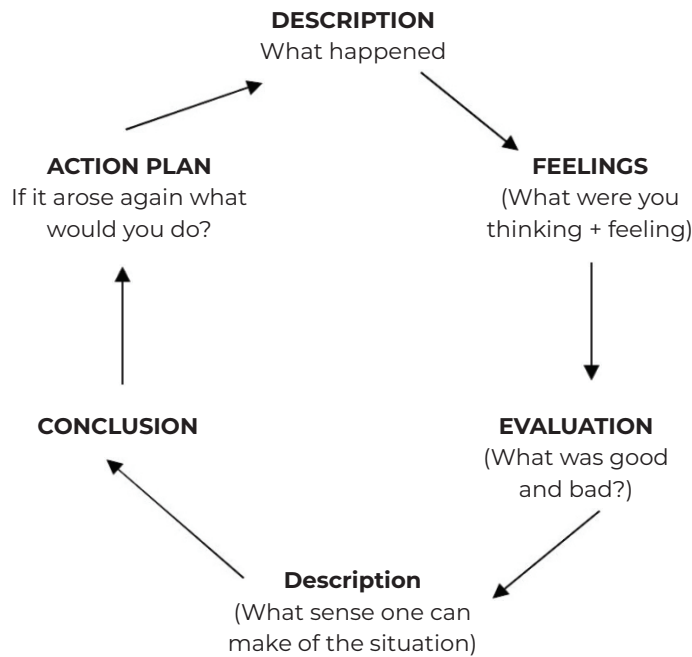 DESCRIPTION
What happened
FEELINGS
(What were you
thinking + feeling)
EVALUATION
(What was good
and bad?)
Description
(What sense one can
make of the situation)
CONCLUSION
ACTION PLAN
If it arose again what
would you do?